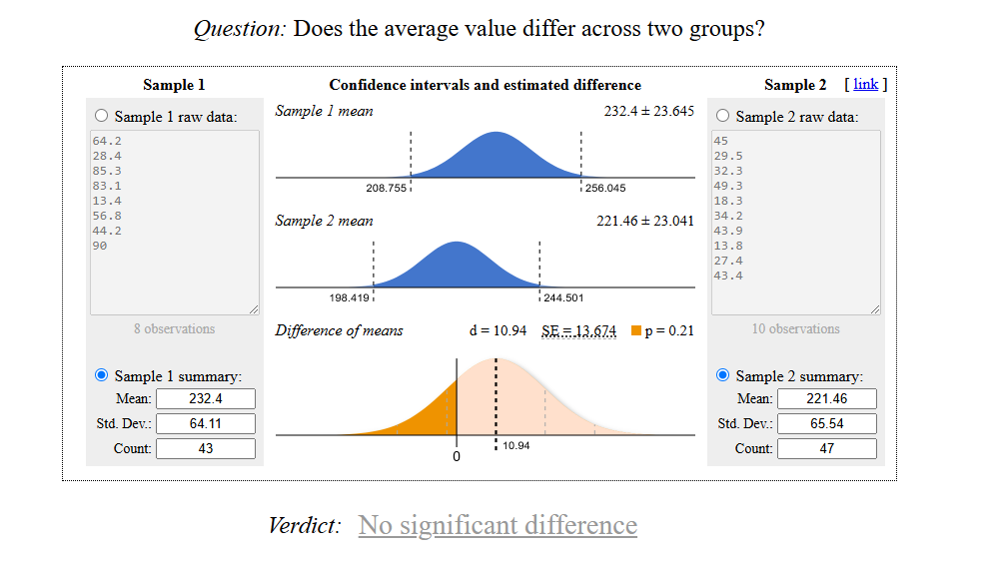 Question: Does the average value differ across two groups?
Sample 1
Confidence intervals and estimated difference
Sample 2 [ link ]
Sample 1 raw data:
64.2
28.4
85.3
83.1
13.4
56.8
44.2
90
8 observations
Sample 1 summary:
Mean: 232.4
Std. Dev.: 64.11
Count: 43
Sample 1 mean 232.4 ± 23.645
208.755 256.045
Sample 2 mean 221.46 ± 23.041
198.419 244.501
Difference of means d = 10.94 SE = 13.674 p = 0.21
10.94
0
Sample 2 raw data:
45
29.5
32.3
49.3
18.3
34.2
43.9
13.8
27.4
43.4
10 observations
Sample 2 summary:
Mean: 221.46
Std. Dev.: 65.54
Count: 47
Verdict: No significant difference